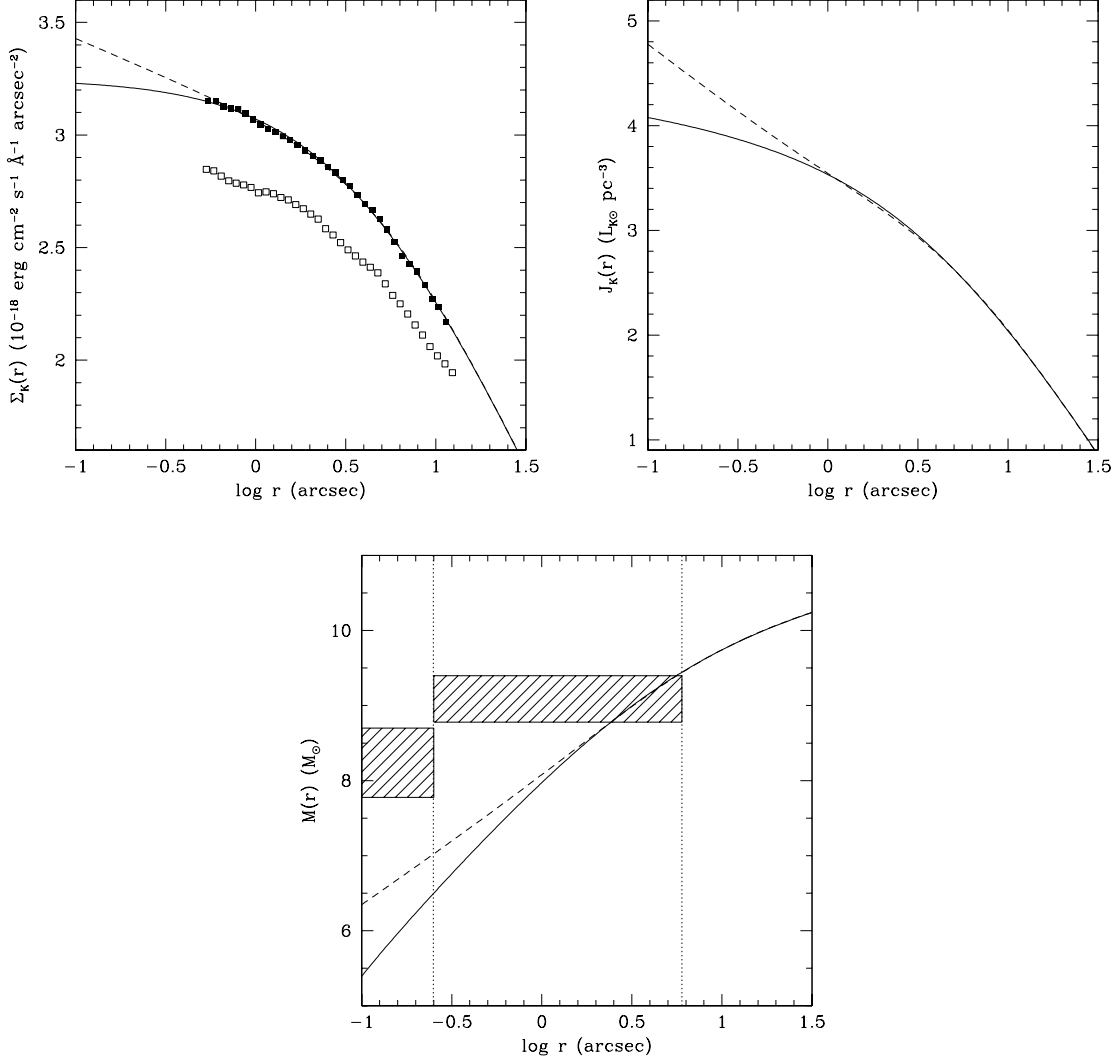 3.5
3
2.5
2
Σ_K(r) (10⁻¹⁸ erg cm⁻² s⁻¹ Å⁻¹ arcsec⁻²)
−1 −0.5 0 0.5 1 1.5
log r (arcsec)
5
4
3
2
1
J_K(r) (L_K⊙ pc⁻³)
−1 −0.5 0 0.5 1 1.5
log r (arcsec)
10
8
6
M(r) (M_⊙)
−1 −0.5 0 0.5 1 1.5
log r (arcsec)